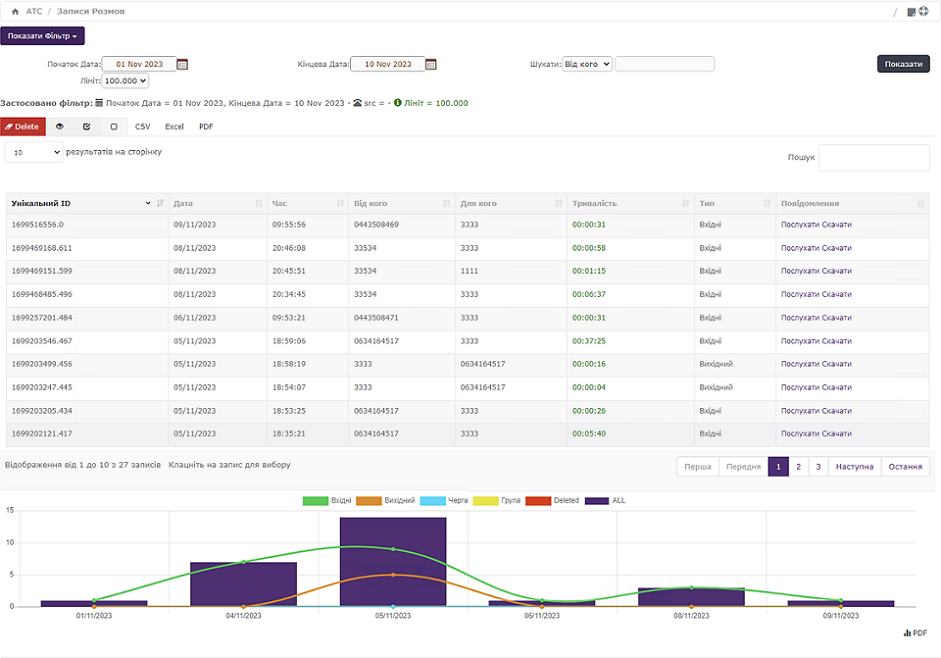 АТС / Записи Розмов /
Показати Фільтр
Початок Дата: 01 Nov 2023 Кінцева Дата: 10 Nov 2023 Шукати: Від кого Показати
Ліміт: 100.000
Застосовано фільтр: Початок Дата = 01 Nov 2023, Кінцева Дата = 10 Nov 2023 - src = - Ліміт = 100.000
Delete CSV Excel PDF
10 результатів на сторінку
Пошук
Унікальний ID Дата Час Від кого Для кого Тривалість Тип Повідомлення
1699516556.0 09/11/2023 09:55:56 0443508469 3333 00:00:31 Вхідні Послухати Скачати
1699469168.611 08/11/2023 20:46:08 33534 3333 00:00:58 Вхідні Послухати Скачати
1699469151.599 08/11/2023 20:45:51 33534 1111 00:01:15 Вхідні Послухати Скачати
1699468485.496 08/11/2023 20:34:45 33534 3333 00:06:37 Вхідні Послухати Скачати
1699257201.484 06/11/2023 09:53:21 0443508471 3333 00:00:31 Вхідні Послухати Скачати
1699203546.467 05/11/2023 18:59:06 0634164517 3333 00:37:25 Вхідні Послухати Скачати
1699203499.456 05/11/2023 18:58:19 3333 0634164517 00:00:16 Вихідний Послухати Скачати
1699203247.445 05/11/2023 18:54:07 3333 0634164517 00:00:04 Вихідний Послухати Скачати
1699203205.434 05/11/2023 18:53:25 0634164517 3333 00:00:26 Вхідні Послухати Скачати
1699202121.417 05/11/2023 18:35:21 0634164517 3333 00:05:40 Вхідні Послухати Скачати
Відображення від 1 до 10 з 27 записів Клацніть на запис для вибору Перша Передня 1 2 3 Наступна Остання
Вхідні Вихідний Черга Група Deleted ALL
15
10
5
0
01/11/2023 04/11/2023 05/11/2023 06/11/2023 08/11/2023 09/11/2023
PDF